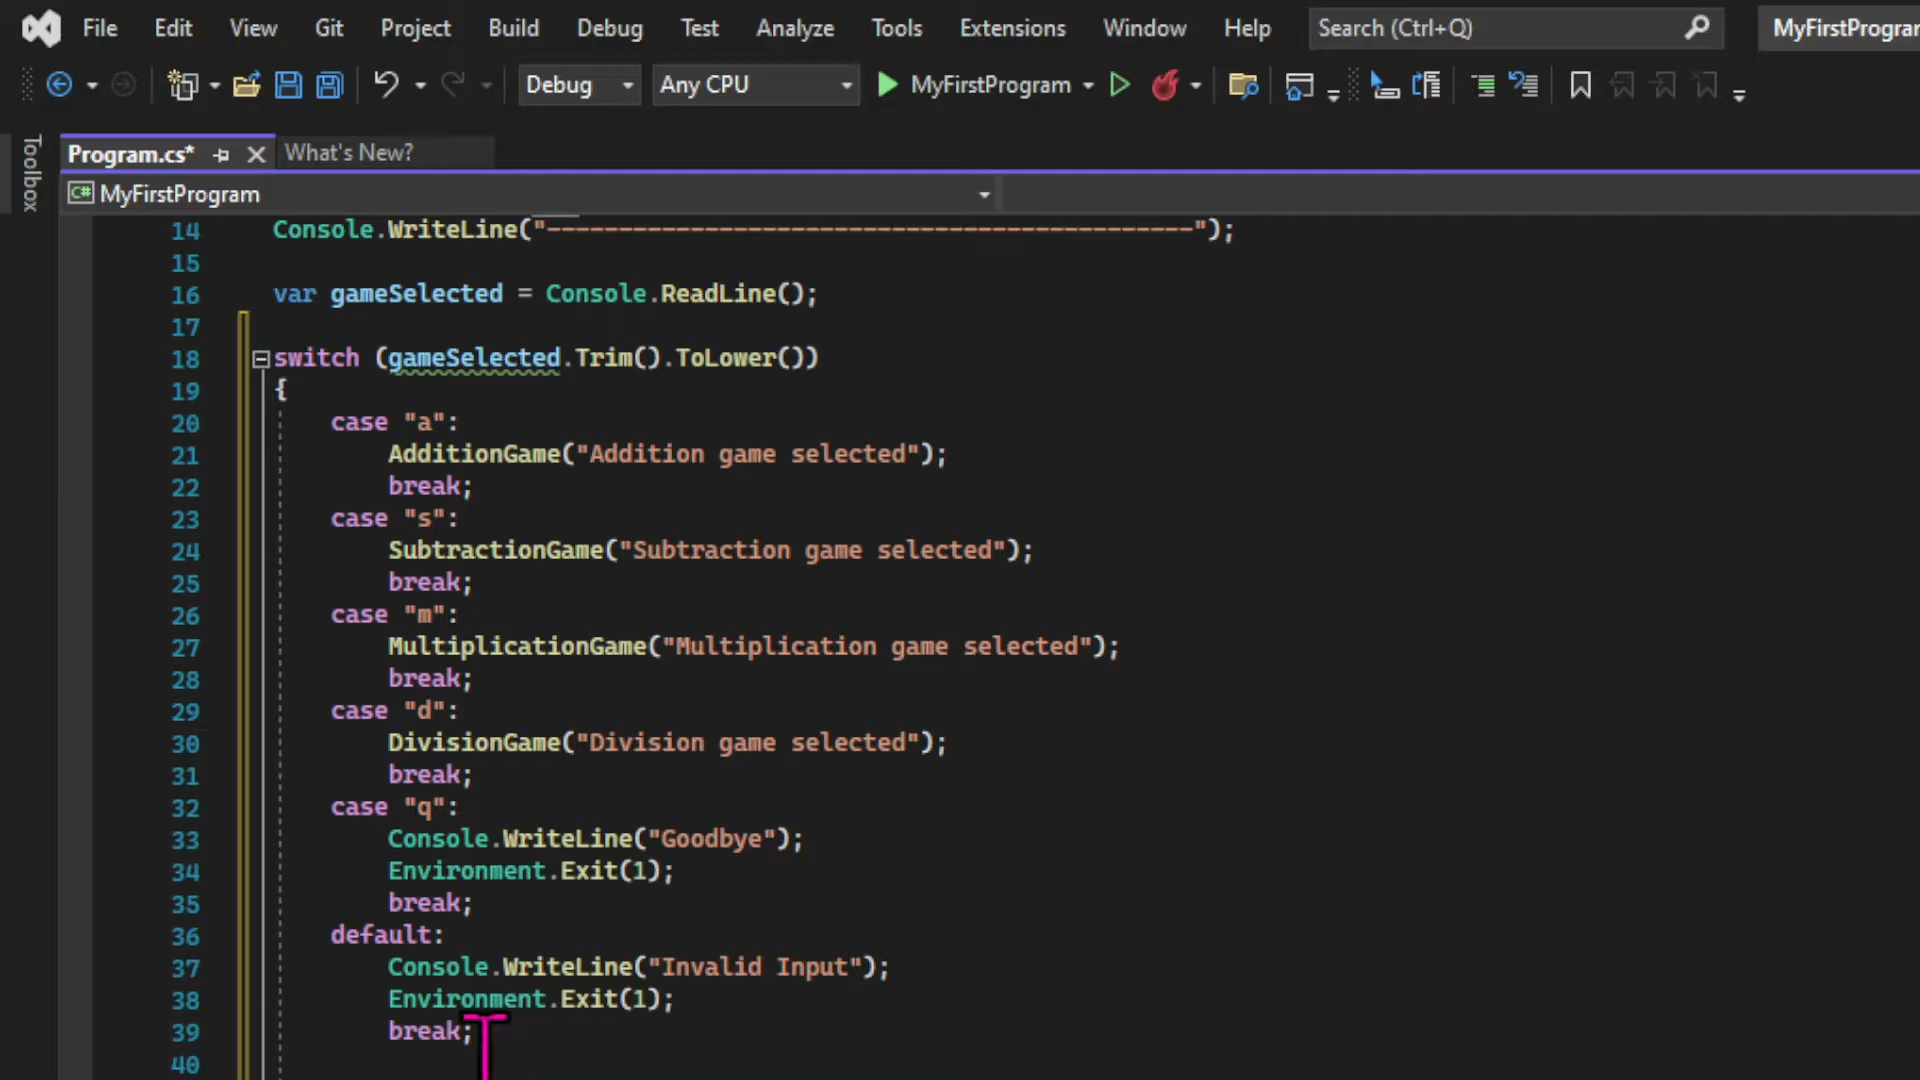 File Edit View Git Project Build Debug Test Analyze Tools Extensions Window Help Search (Ctrl+Q) MyFirstProgram
Debug Any CPU MyFirstProgram
Toolbox
Program.cs* What's New?
C# MyFirstProgram
14 Console.WriteLine("---------------------------------------------");
15
16 var gameSelected = Console.ReadLine();
17
18 switch (gameSelected.Trim().ToLower())
19 {
20 case "a":
21 AdditionGame("Addition game selected");
22 break;
23 case "s":
24 SubtractionGame("Subtraction game selected");
25 break;
26 case "m":
27 MultiplicationGame("Multiplication game selected");
28 break;
29 case "d":
30 DivisionGame("Division game selected");
31 break;
32 case "q":
33 Console.WriteLine("Goodbye");
34 Environment.Exit(1);
35 break;
36 default:
37 Console.WriteLine("Invalid Input");
38 Environment.Exit(1);
39 break;
40